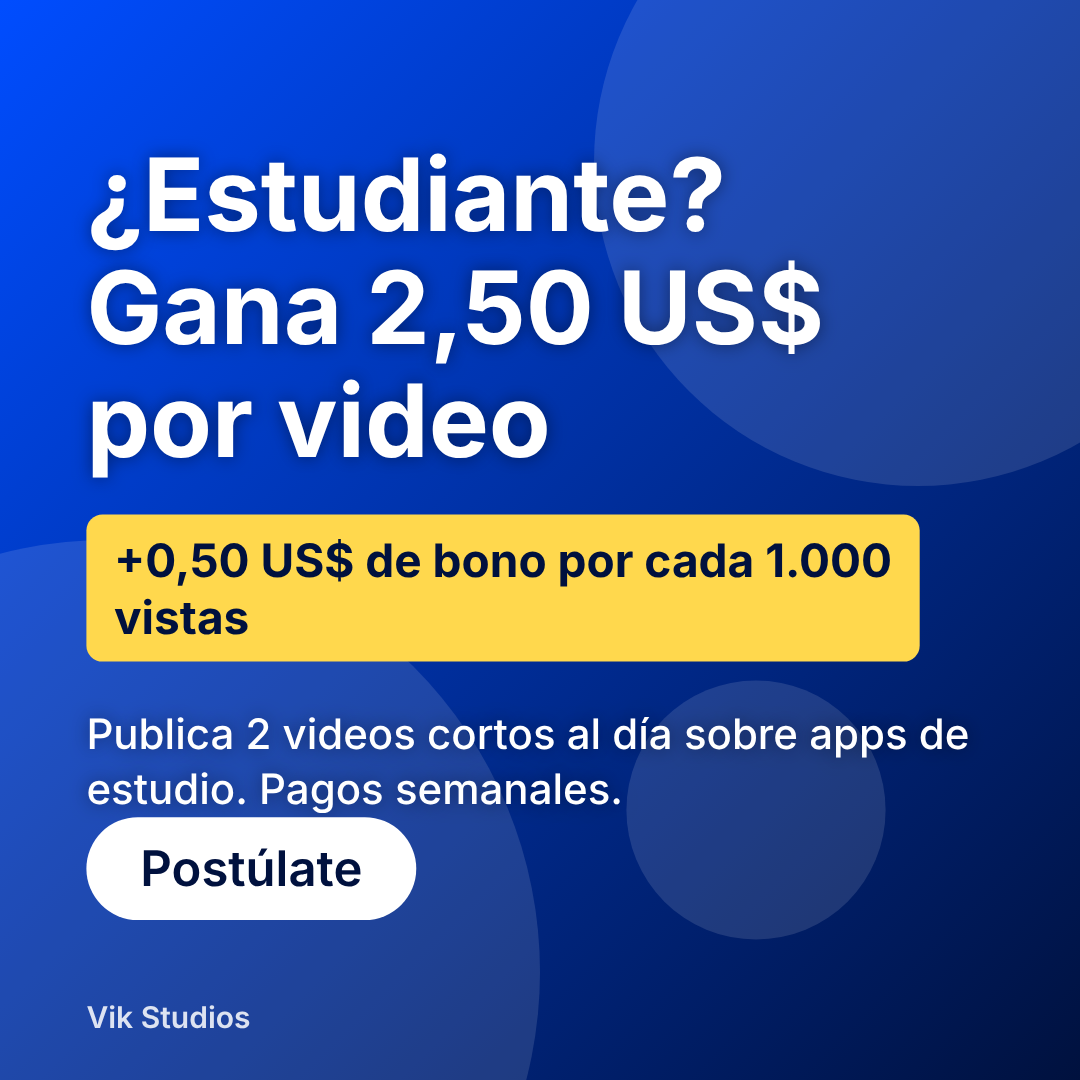 ¿Estudiante?
Gana 2,50 US$
por video
+0,50 US$ de bono por cada 1.000
vistas
Publica 2 videos cortos al día sobre apps de
estudio. Pagos semanales.
Postúlate
Vik Studios